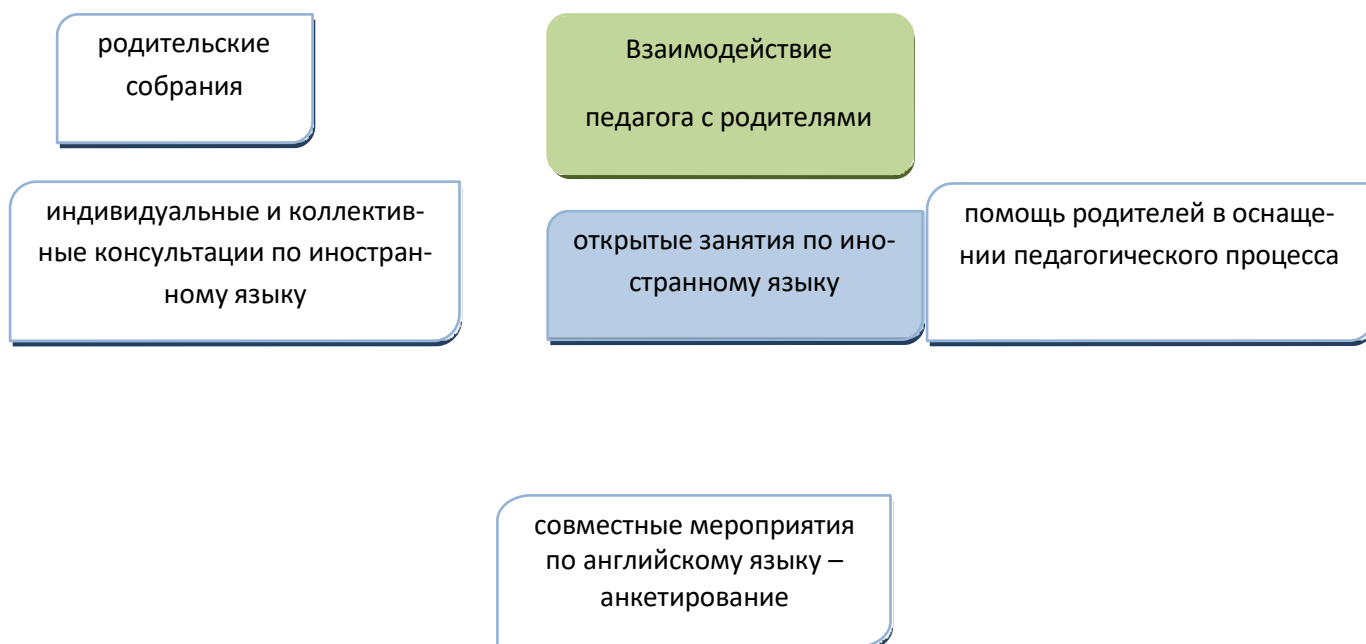 родительские
собрания
Взаимодействие
педагога с родителями
индивидуальные и коллектив-
ные консультации по иностран-
ному языку
открытые занятия по ино-
странному языку
помощь родителей в оснаще-
нии педагогического процесса
совместные мероприятия
по английскому языку –
анкетирование